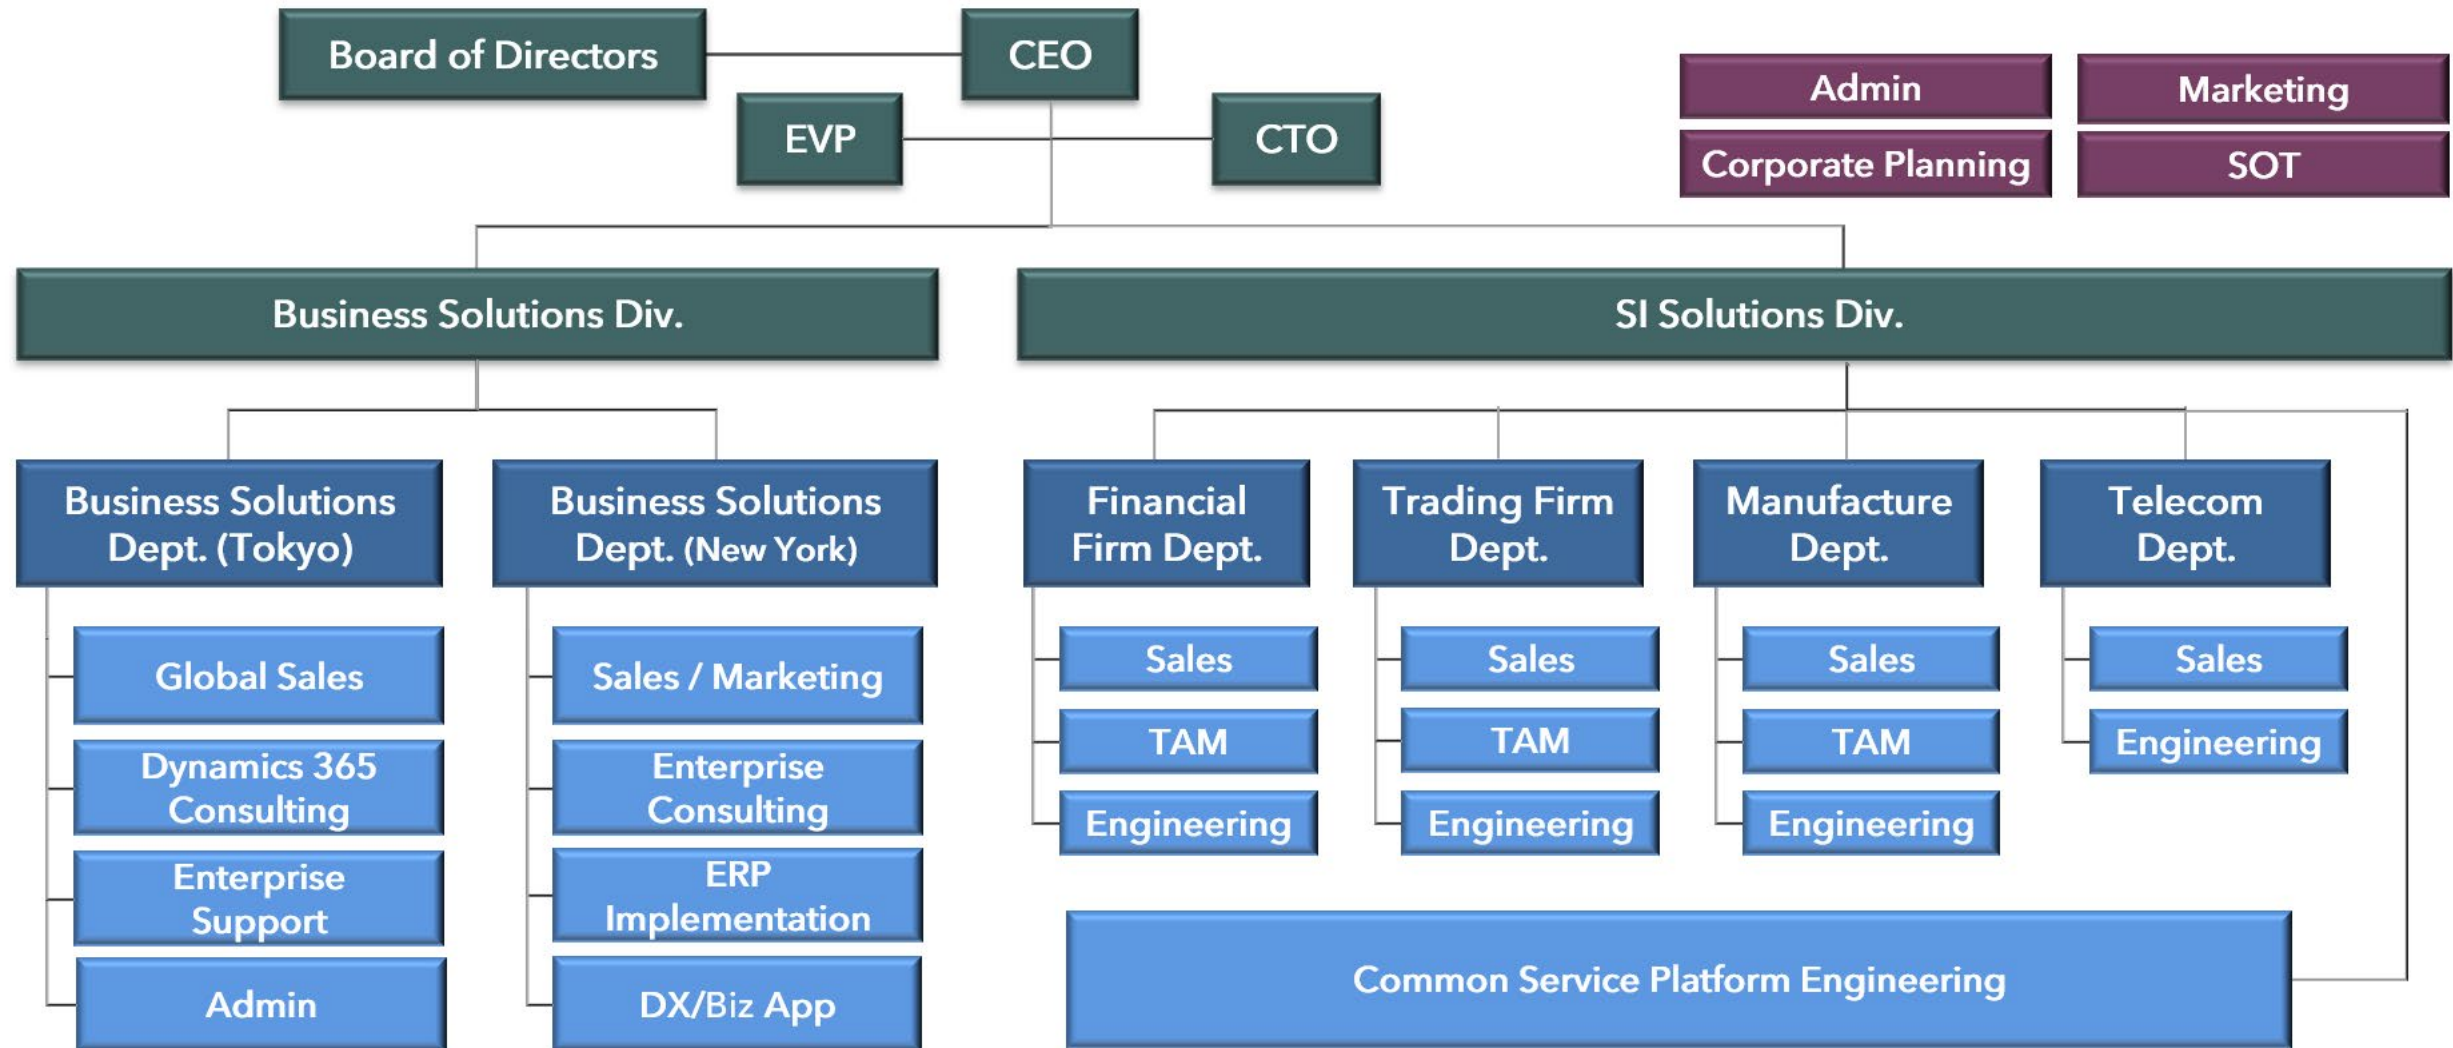 Board of Directors
CEO
EVP
CTO
Admin
Marketing
Corporate Planning
SOT
Business Solutions Div.
SI Solutions Div.
Business Solutions
Dept. (Tokyo)
Business Solutions
Dept. (New York)
Financial
Firm Dept.
Trading Firm
Dept.
Manufacture
Dept.
Telecom
Dept.
Global Sales
Dynamics 365
Consulting
Enterprise
Support
Admin
Sales / Marketing
Enterprise
Consulting
ERP
Implementation
DX/Biz App
Sales
TAM
Engineering
Sales
TAM
Engineering
Sales
TAM
Engineering
Sales
Engineering
Common Service Platform Engineering